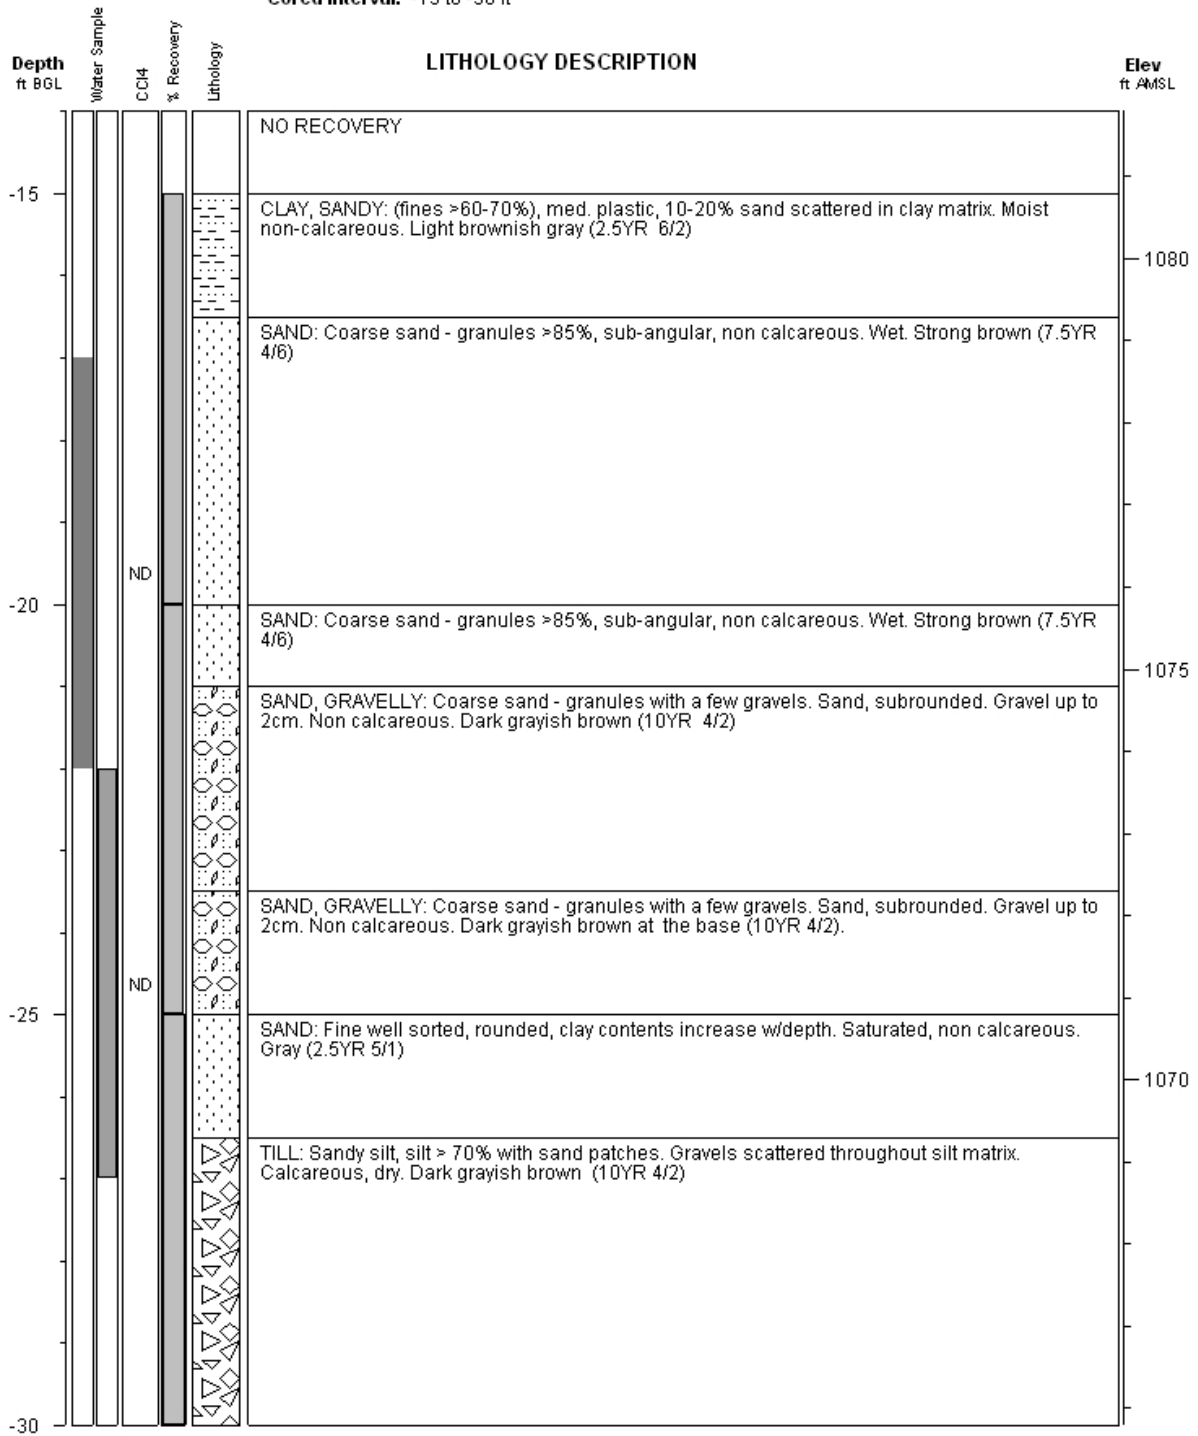 Depth
ft BGL
Water Sample
CCl4
% Recovery
Lithology
LITHOLOGY DESCRIPTION
Elev
ft AMSL
NO RECOVERY
-15
CLAY, SANDY: (fines >60-70%), med. plastic, 10-20% sand scattered in clay matrix. Moist
non-calcareous. Light brownish gray (2.5YR 6/2)
1080
SAND: Coarse sand - granules >85%, sub-angular, non calcareous. Wet. Strong brown (7.5YR
4/6)
ND
-20
SAND: Coarse sand - granules >85%, sub-angular, non calcareous. Wet. Strong brown (7.5YR
4/6)
1075
SAND, GRAVELLY: Coarse sand - granules with a few gravels. Sand, subrounded. Gravel up to
2cm. Non calcareous. Dark grayish brown (10YR 4/2)
SAND, GRAVELLY: Coarse sand - granules with a few gravels. Sand, subrounded. Gravel up to
2cm. Non calcareous. Dark grayish brown at the base (10YR 4/2).
ND
-25
SAND: Fine well sorted, rounded, clay contents increase w/depth. Saturated, non calcareous.
Gray (2.5YR 5/1)
1070
TILL: Sandy silt, silt > 70% with sand patches. Gravels scattered throughout silt matrix.
Calcareous, dry. Dark grayish brown (10YR 4/2)
-30